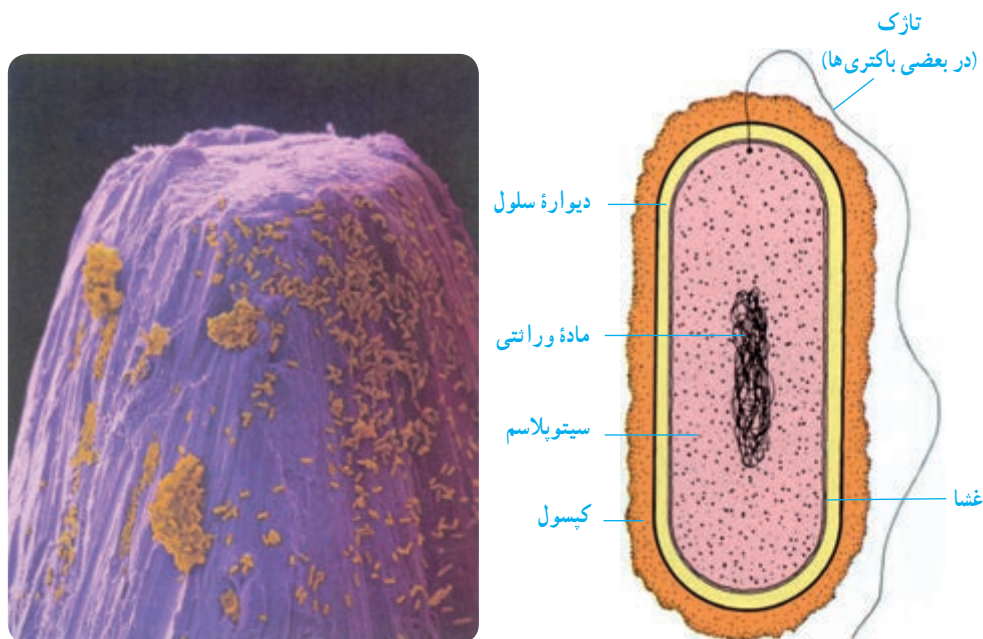 تاژک
(در بعضی باکتری‌ها)
دیوارهٔ سلول
مادهٔ وراثتی
سیتوپلاسم
غشا
کپسول